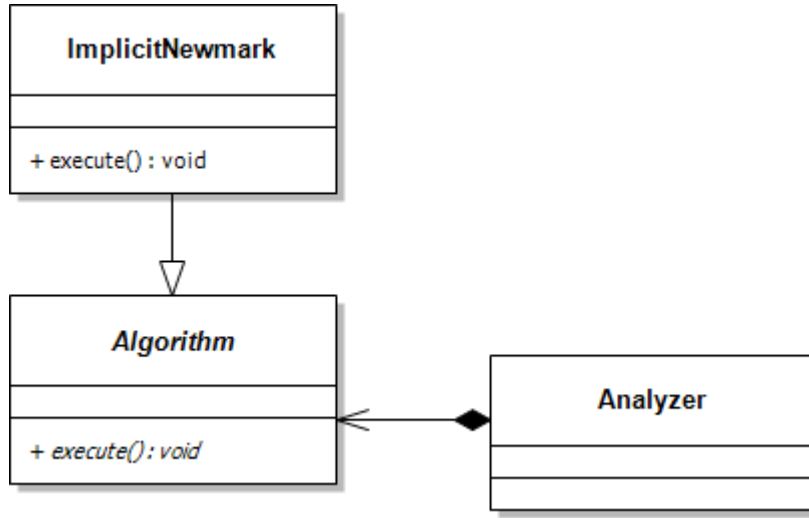 ImplicitNewmark
+ execute() : void
Algorithm
+ execute() : void
Analyzer